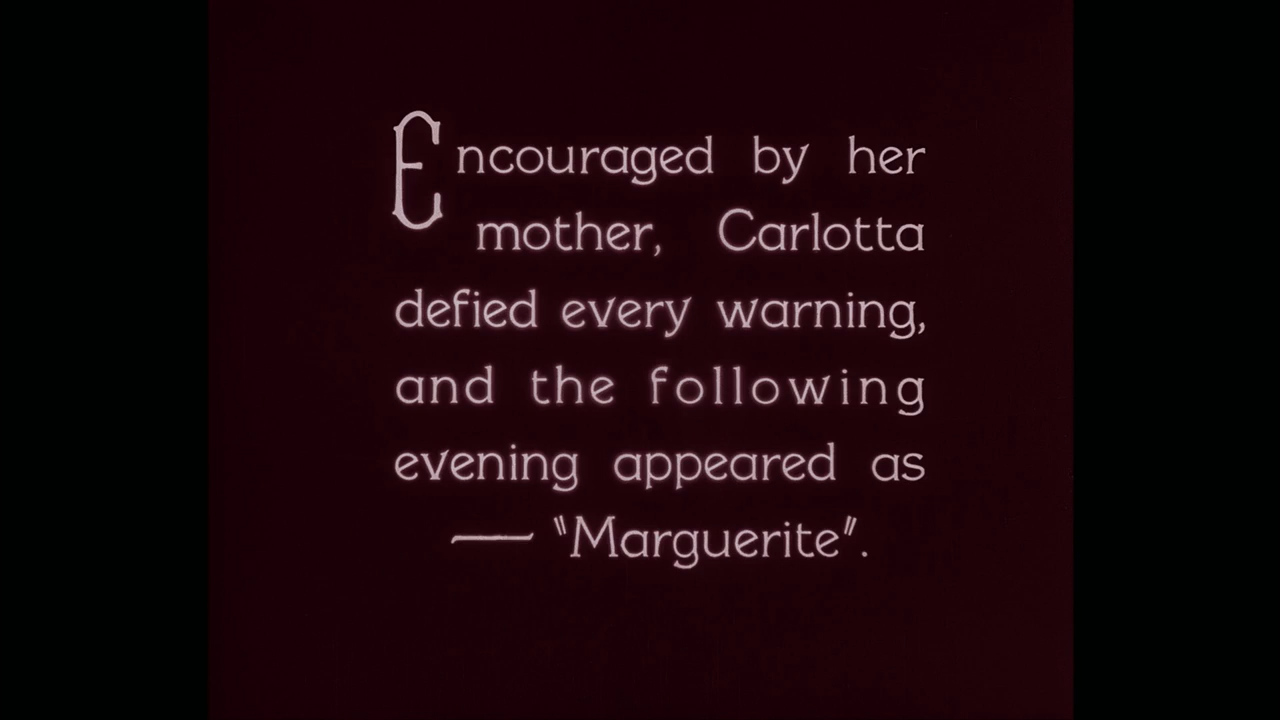 Encouraged by her
mother, Carlotta
defied every warning,
and the following
evening appeared as
— "Marguerite".